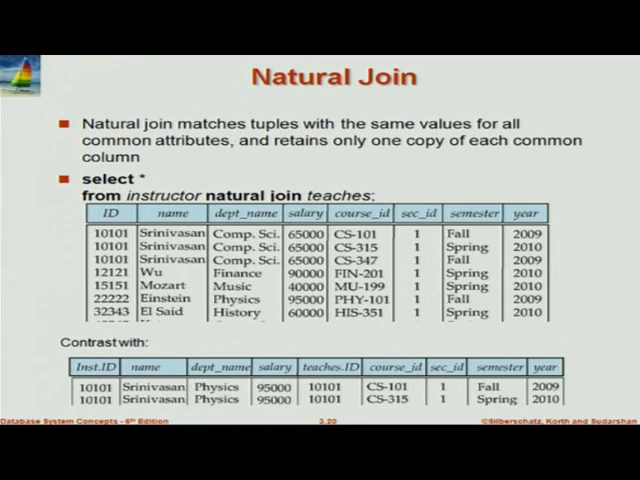 Natural Join
Natural join matches tuples with the same values for all
common attributes, and retains only one copy of each common
column
select *
from instructor natural join teaches;
ID name dept_name salary course_id sec_id semester year
10101 Srinivasan Comp. Sci. 65000 CS-101 1 Fall 2009
10101 Srinivasan Comp. Sci. 65000 CS-315 1 Spring 2010
10101 Srinivasan Comp. Sci. 65000 CS-347 1 Fall 2009
12121 Wu Finance 90000 FIN-201 1 Spring 2010
15151 Mozart Music 40000 MU-199 1 Spring 2010
22222 Einstein Physics 95000 PHY-101 1 Fall 2009
32343 El Said History 60000 HIS-351 1 Spring 2010
Contrast with:
Inst.ID name dept_name salary teaches.ID course_id sec_id semester year
10101 Srinivasan Physics 95000 10101 CS-101 1 Fall 2009
10101 Srinivasan Physics 95000 10101 CS-315 1 Spring 2010
Database System Concepts - 6th Edition 3.20 ©Silberschatz, Korth and Sudarshan